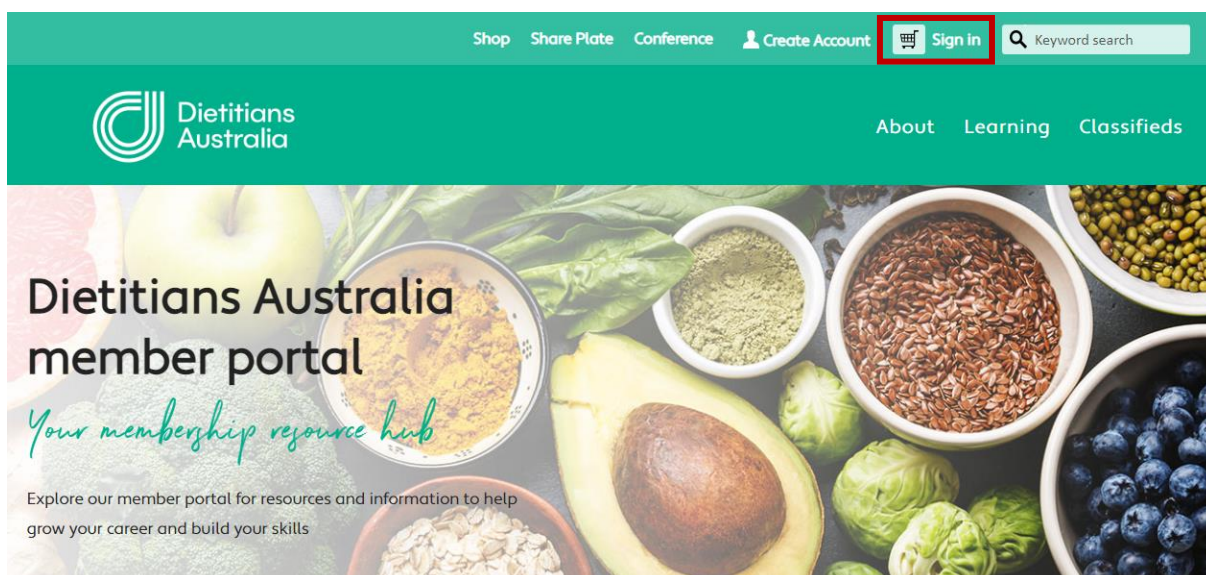 Shop Share Plate Conference Create Account Sign in Keyword search
Dietitians
Australia
About Learning Classifieds
Dietitians Australia
member portal
Your membership resource hub
Explore our member portal for resources and information to help
grow your career and build your skills